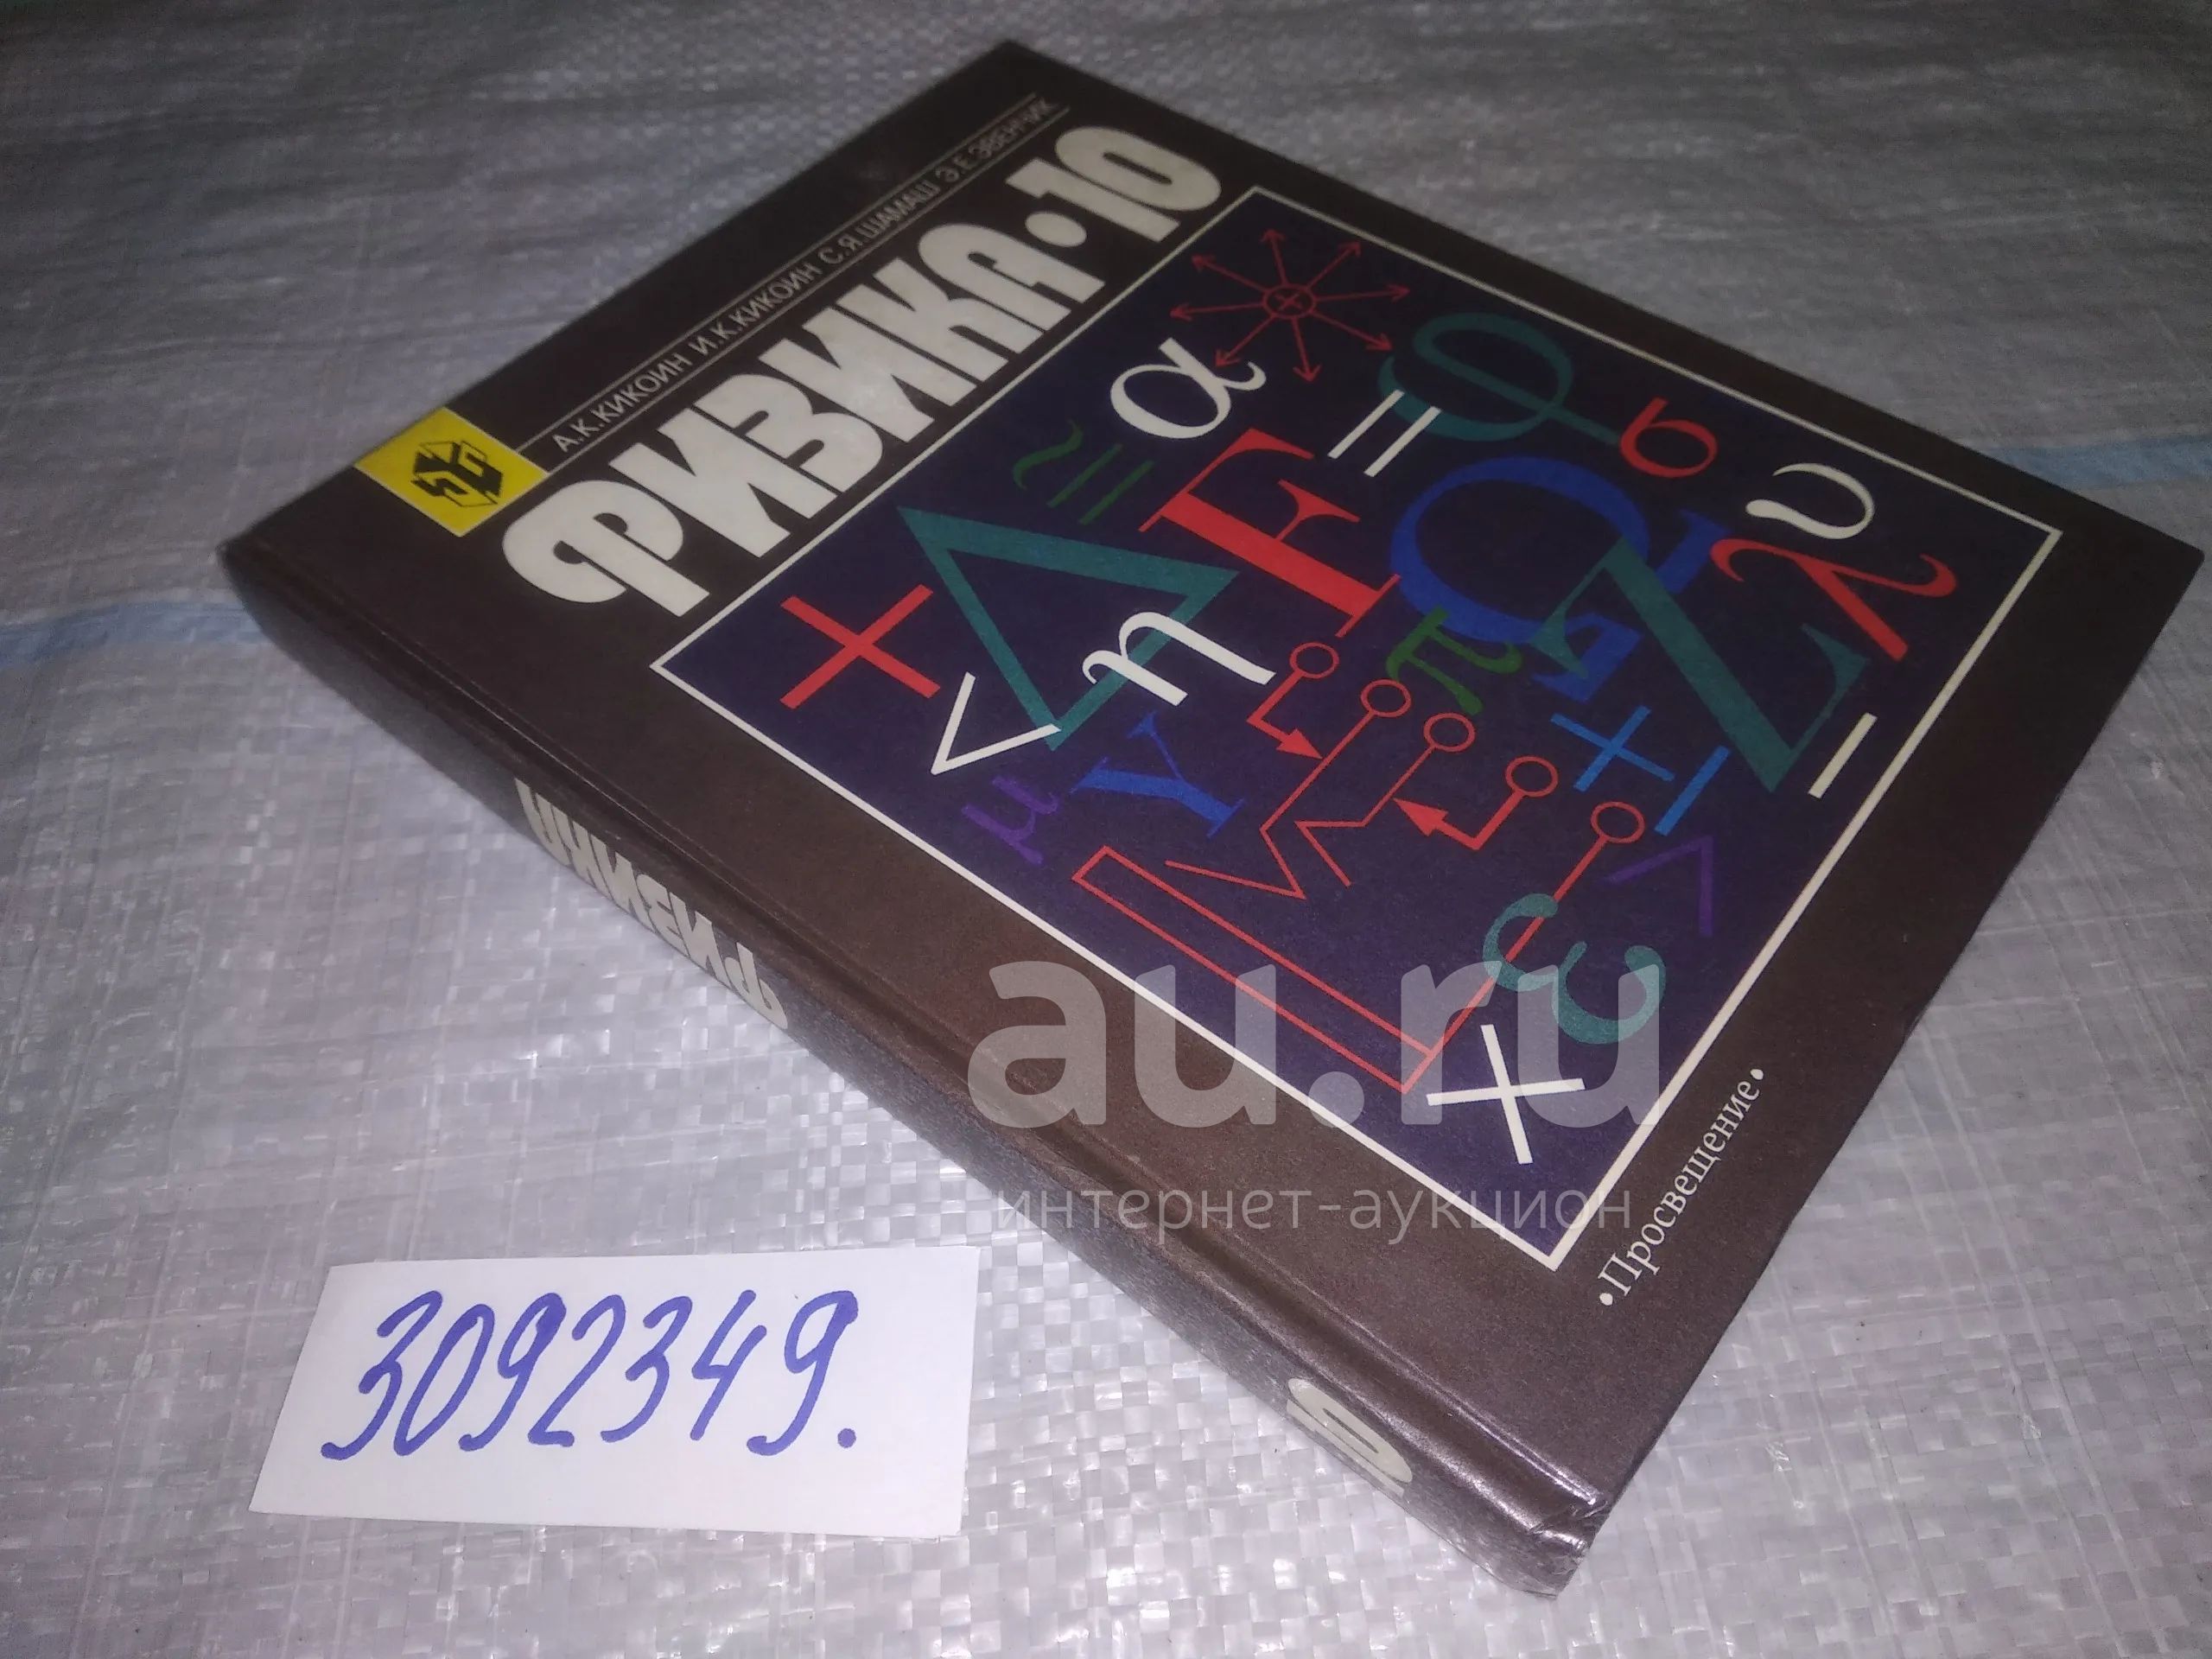 А.К.КИКОИН И.К.КИКОИН С.Я.ШАМАШ Э.Е.ЭВЕНЧИК
ФИЗИКА·10
α = φ σ υ
≅ F Q λ
+ Δ η π Z
< μ Y + − −
ε >
×
•Просвещение•
ФИЗИКА
10
au.ru
интернет-аукцион
3092349.